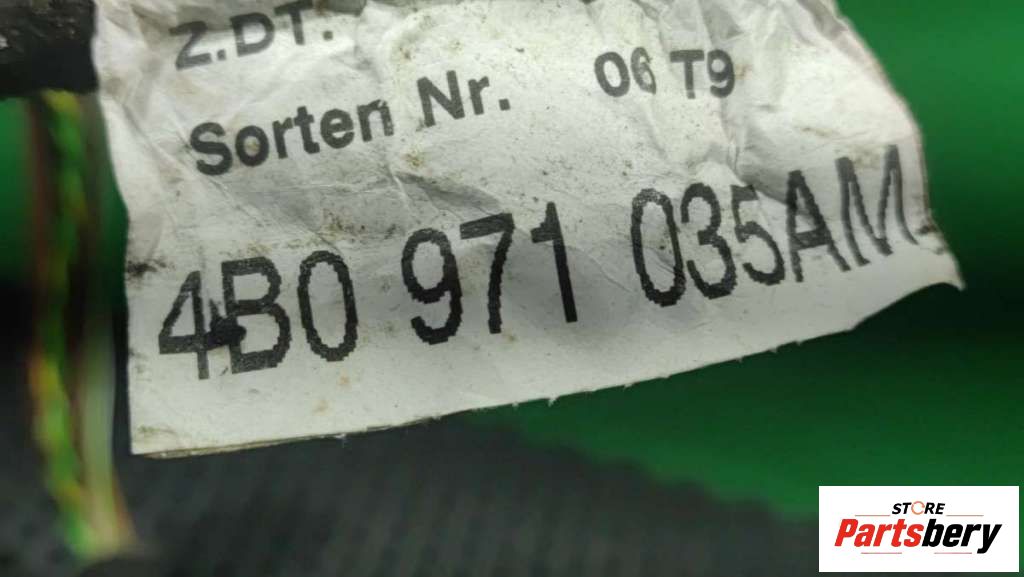 Z.DT.
Sorten Nr. 06 T9
4B0 971 035AM
STORE
Partsbery